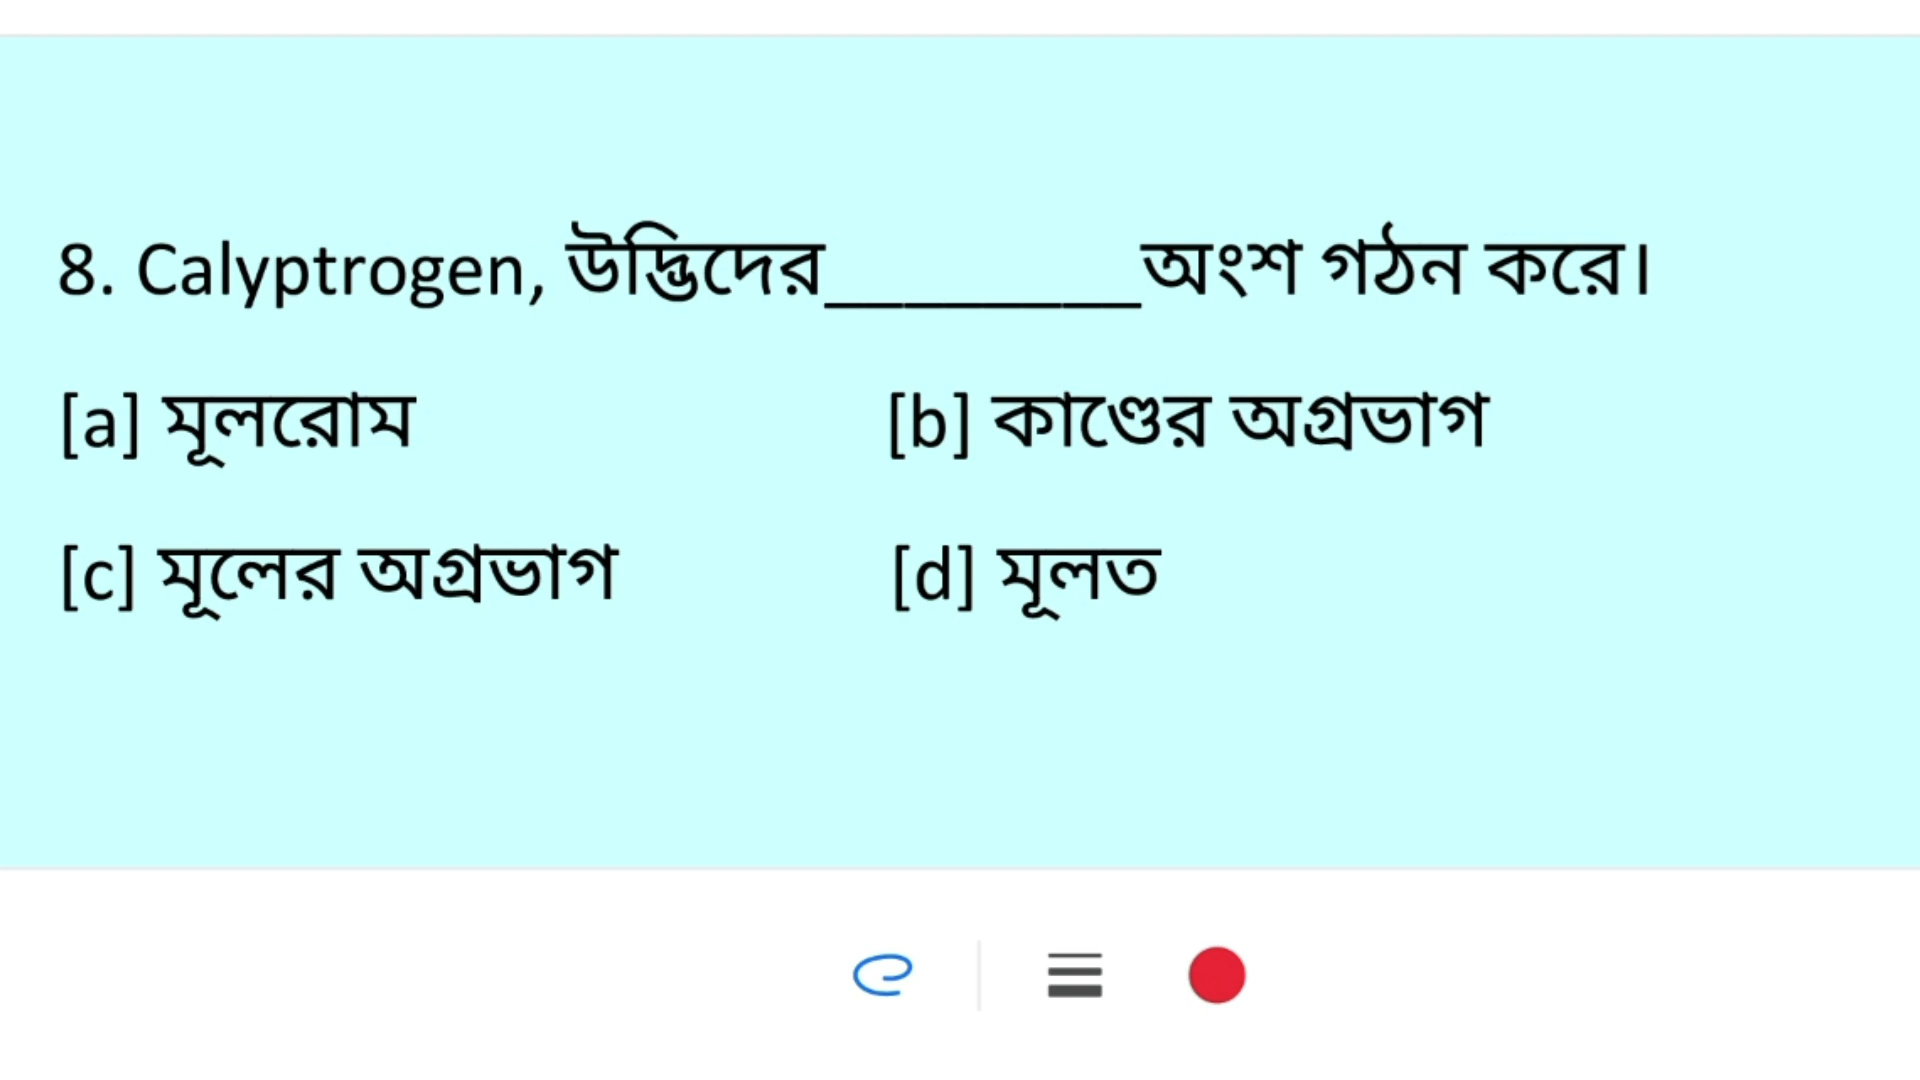 8. Calyptrogen, উদ্ভিদের________অংশ গঠন করে।
[a] মূলরোম [b] কাণ্ডের অগ্রভাগ
[c] মূলের অগ্রভাগ [d] মূলত